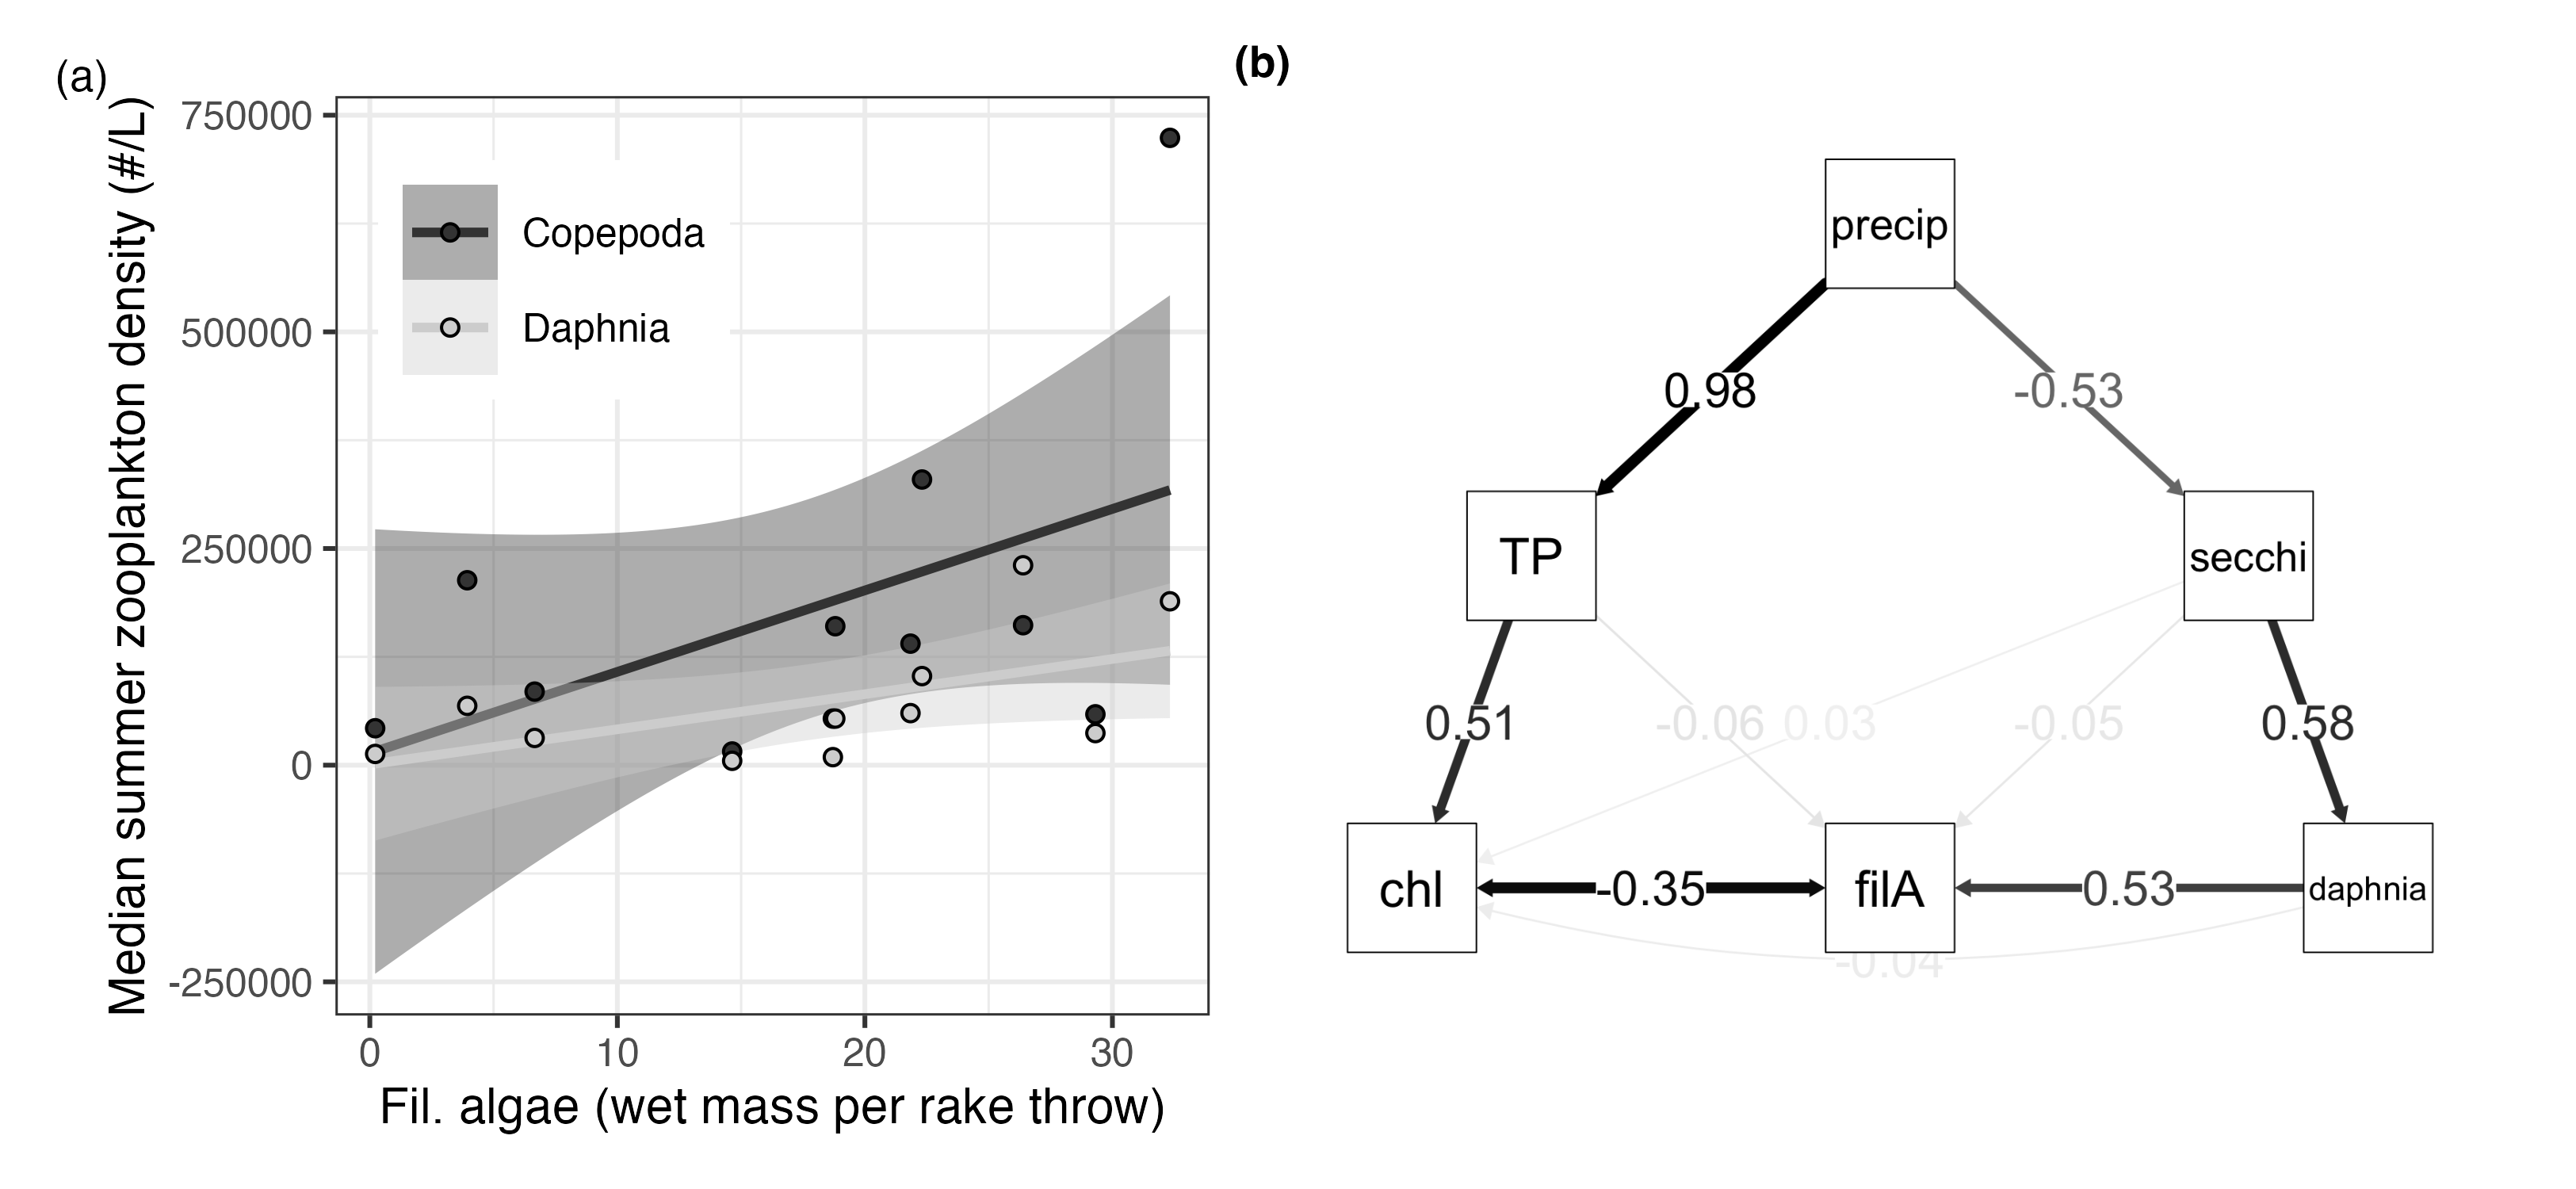 (a)
Median summer zooplankton density (#/L)
750000
500000
250000
0
-250000
Copepoda
Daphnia
0 10 20 30
Fil. algae (wet mass per rake throw)
(b)
precip
0.98 -0.53
TP secchi
0.51 -0.06 0.03 -0.05 0.58
chl -0.35 filA 0.53 daphnia
-0.04